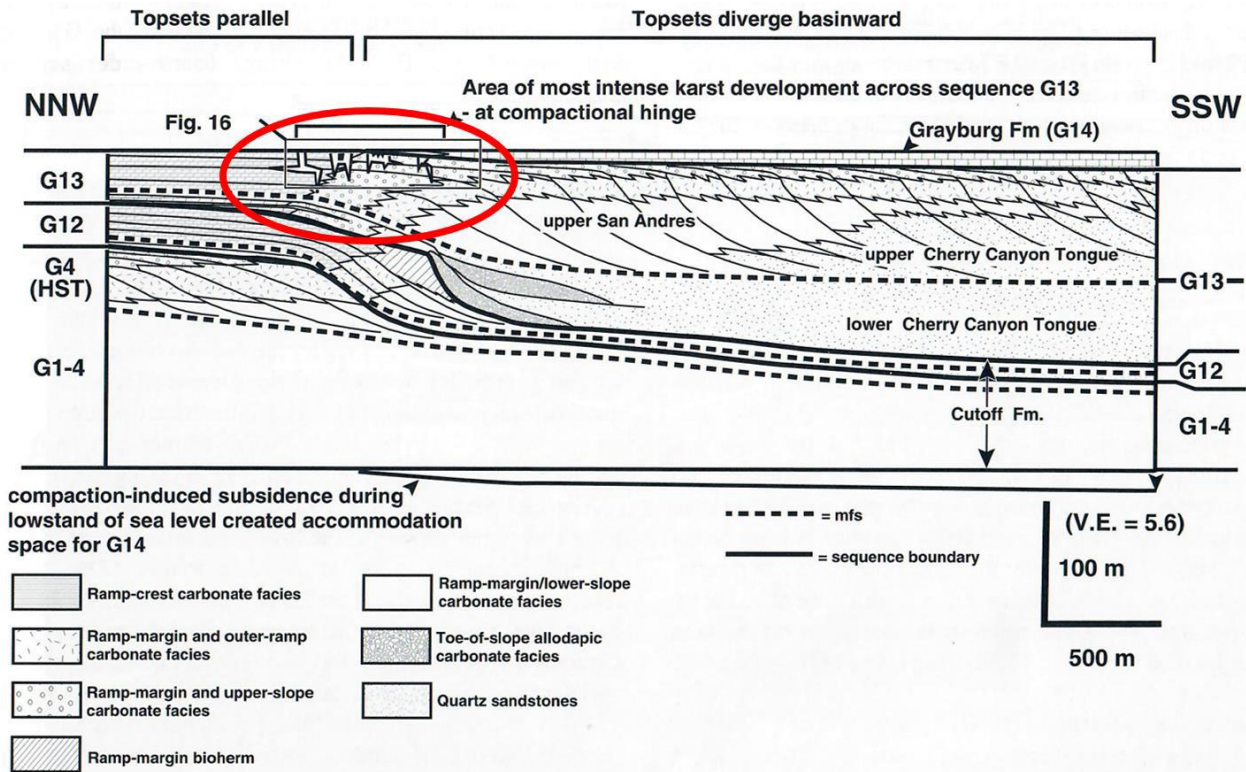 Topsets parallel
Topsets diverge basinward
NNW
SSW
Area of most intense karst development across sequence G13
- at compactional hinge
Fig. 16
Grayburg Fm (G14)
G13
G12
G4
(HST)
G1-4
upper San Andres
upper Cherry Canyon Tongue
lower Cherry Canyon Tongue
Cutoff Fm.
G13
G12
G1-4
compaction-induced subsidence during
lowstand of sea level created accommodation
space for G14
= mfs
= sequence boundary
(V.E. = 5.6)
100 m
500 m
Ramp-crest carbonate facies
Ramp-margin and outer-ramp
carbonate facies
Ramp-margin and upper-slope
carbonate facies
Ramp-margin bioherm
Ramp-margin/lower-slope
carbonate facies
Toe-of-slope allodapic
carbonate facies
Quartz sandstones